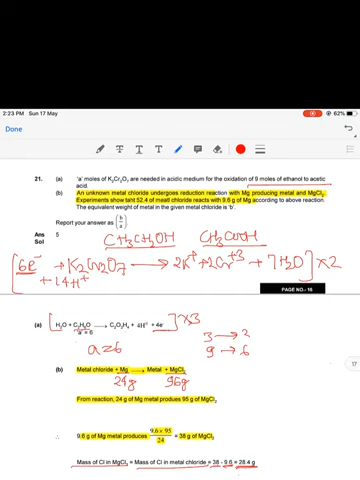 2:23 PM Sun 17 May
17%
Done
21. (a) 'a' moles of K2Cr2O7 are needed in acidic medium for the oxidation of 9 moles of ethanol to acetic
acid.
(b) An unknown metal chloride undergoes reduction reaction with Mg producing metal and MgCl2.
Experiments show taht 52.4 of meatl chloride reacts with 9.6 g of Mg according to above reaction.
The equivalent weight of metal in the given metal chloride is 'b'.
Report your answer as (b/a)
Ans 5
Sol CH3CH2OH CH3COOH
[6e⁻ + K2Cr2O7 ⟶ 2K⁺ + 2Cr⁺³ + 7H2O] × 2
+ 14H⁺
PAGE NO.-16
(a) [H2O + C2H6O ⟶ C2O2H4 + 4H⁺ + 4e⁻] × 3
a = 6
a = 6
3 → 2
9 → 6
(b) Metal chloride + Mg ⟶ Metal + MgCl2
24g 96g
From reaction, 24 g of Mg metal produces 95 g of MgCl2
∴ 9.6 g of Mg metal produces 9.6 × 95 / 24 = 38 g of MgCl2
Mass of Cl in MgCl2 = Mass of Cl in metal chloride = 38 - 9.6 = 28.4 g